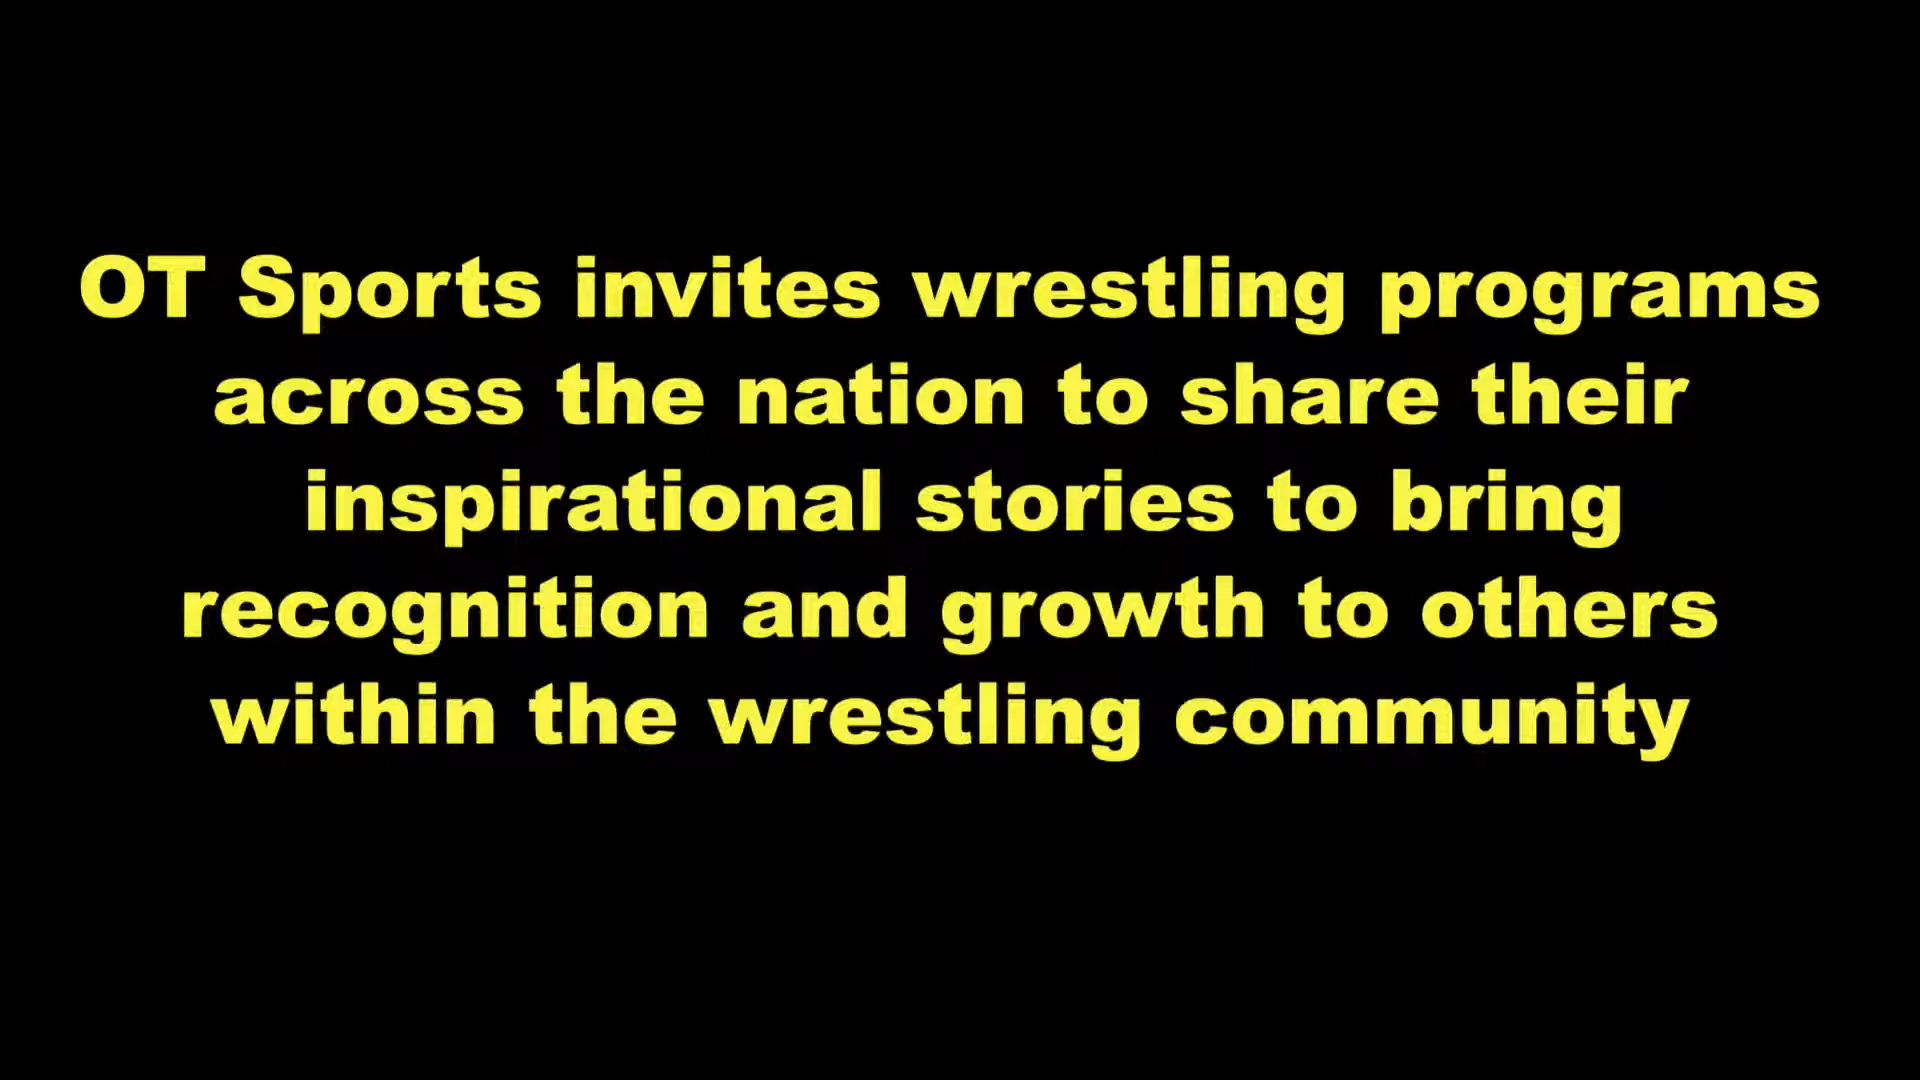 OT Sports invites wrestling programs
across the nation to share their
inspirational stories to bring
recognition and growth to others
within the wrestling community